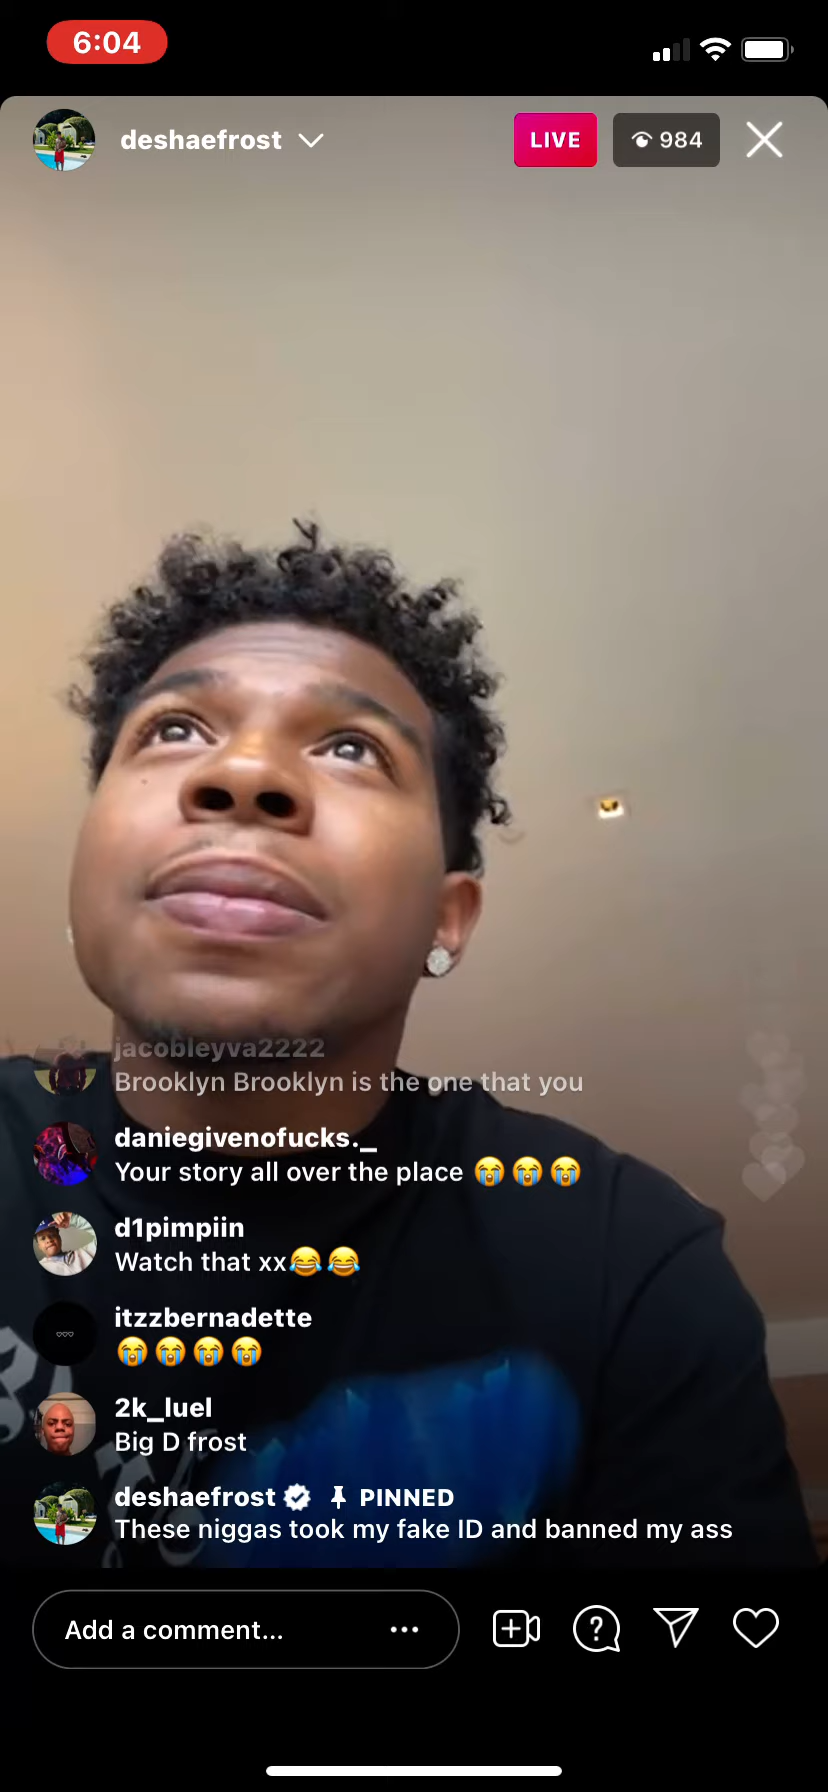 6:04
deshaefrost
LIVE
984
jacobleyva2222
Brooklyn Brooklyn is the one that you
daniegivenofucks._
Your story all over the place 😭😭😭
d1pimpiin
Watch that xx😂😂
itzzbernadette
😭😭😭😭
2k_luel
Big D frost
deshaefrost PINNED
These niggas took my fake ID and banned my ass
Add a comment...